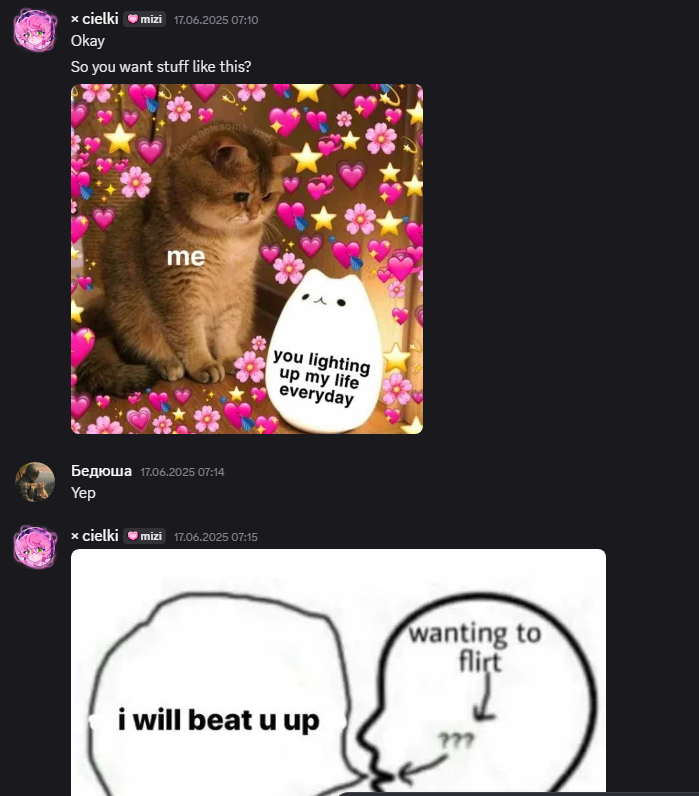 × cielki mizi 17.06.2025 07:10
Okay
So you want stuff like this?
me
you lighting
up my life
everyday
Бедюша 17.06.2025 07:14
Yep
× cielki mizi 17.06.2025 07:15
wanting to
flirt
i will beat u up
???